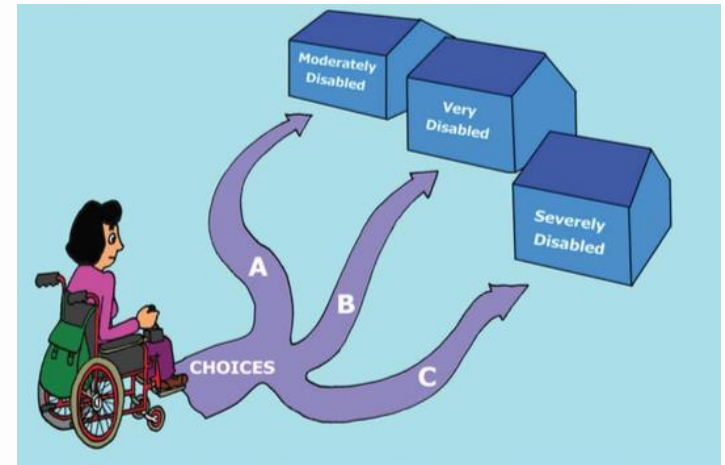 Moderately
Disabled
Very
Disabled
Severely
Disabled
A
B
C
CHOICES